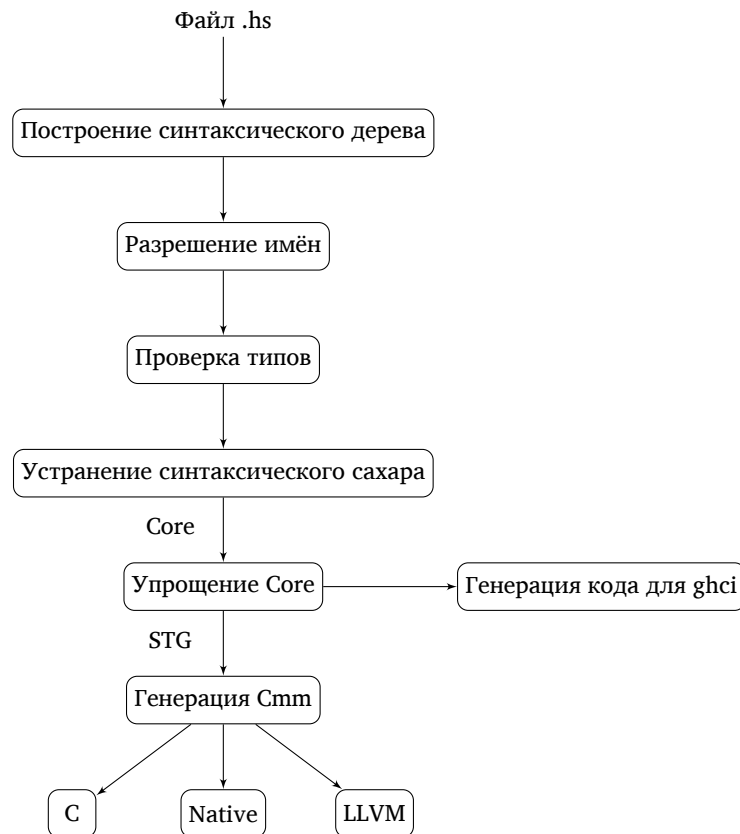 Файл .hs
Построение синтаксического дерева
Разрешение имён
Проверка типов
Устранение синтаксического сахара
Core
Упрощение Core
Генерация кода для ghci
STG
Генерация Cmm
C
Native
LLVM